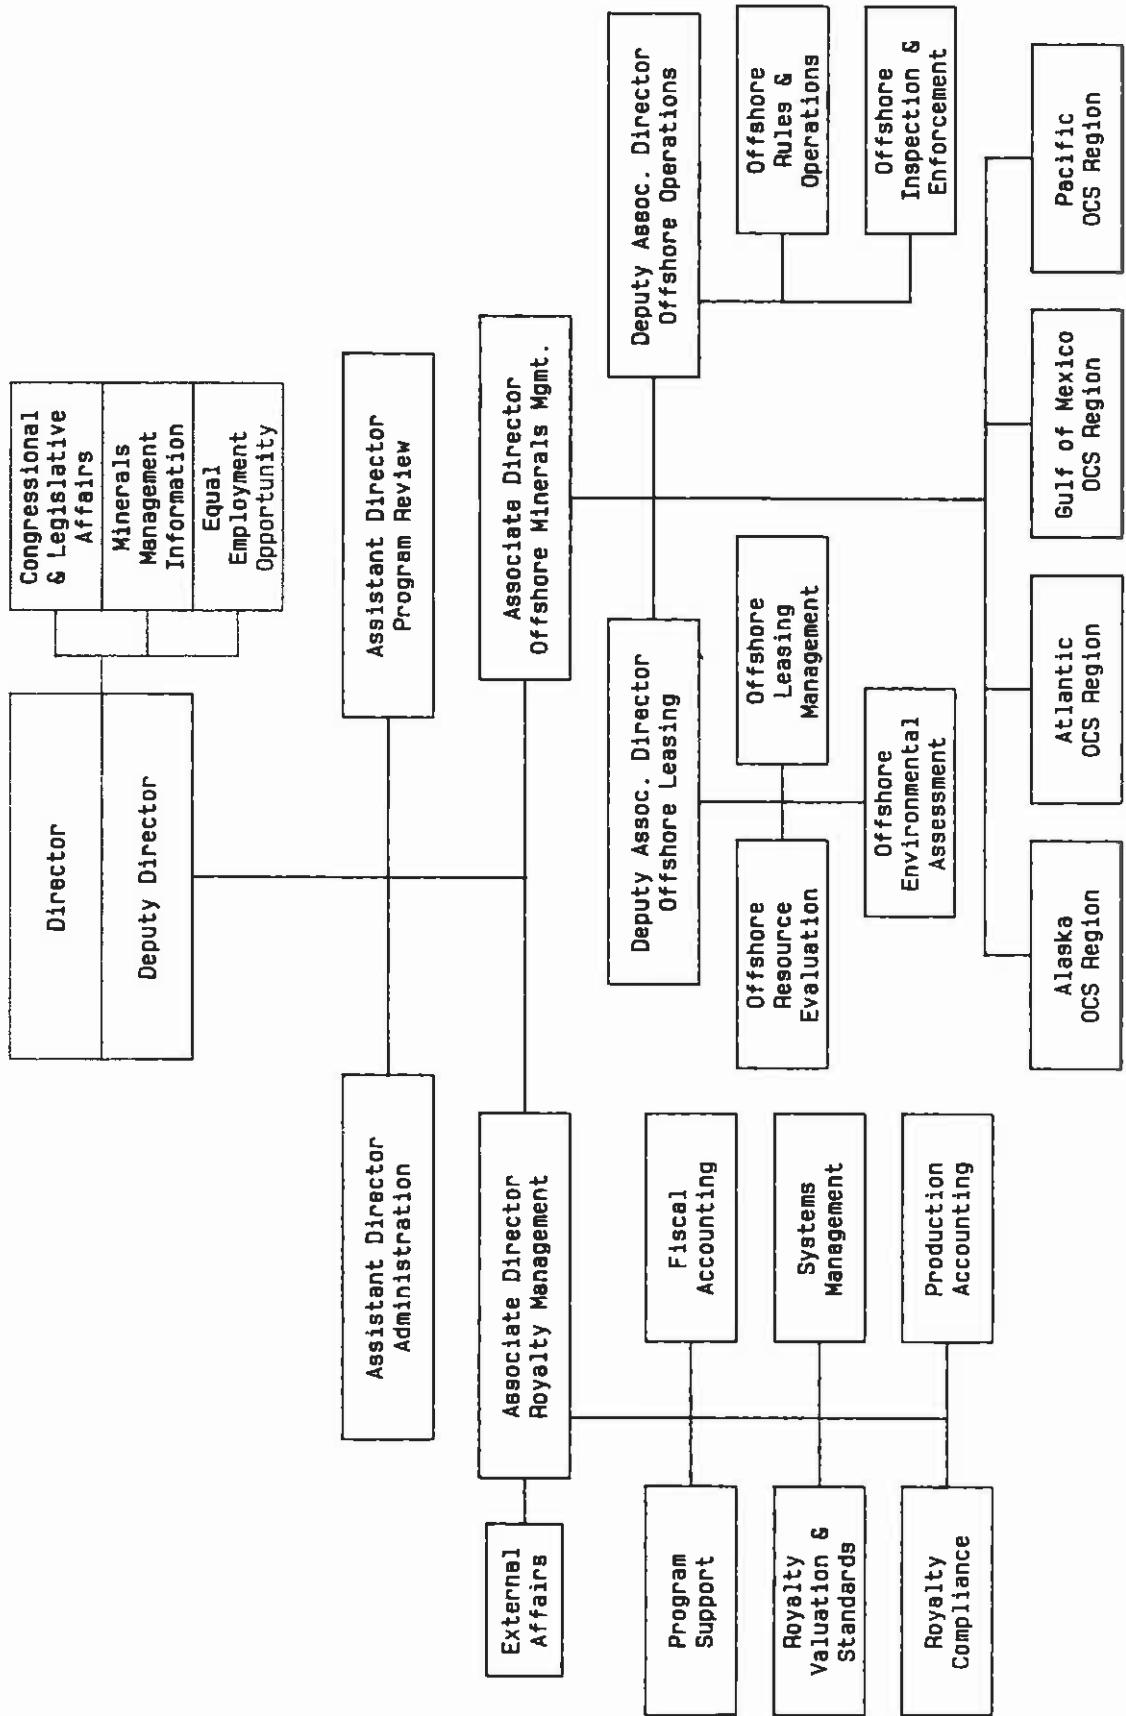 Director
Deputy Director
Congressional
& Legislative
Affairs
Minerals
Management
Information
Equal
Employment
Opportunity
Assistant Director
Administration
Assistant Director
Program Review
External
Affairs
Associate Director
Royalty Management
Associate Director
Offshore Minerals Mgmt.
Program
Support
Fiscal
Accounting
Royalty
Valuation &
Standards
Systems
Management
Royalty
Compliance
Production
Accounting
Deputy Assoc. Director
Offshore Leasing
Deputy Assoc. Director
Offshore Operations
Offshore
Resource
Evaluation
Offshore
Leasing
Management
Offshore
Environmental
Assessment
Offshore
Rules &
Operations
Offshore
Inspection &
Enforcement
Alaska
OCS Region
Atlantic
OCS Region
Gulf of Mexico
OCS Region
Pacific
OCS Region